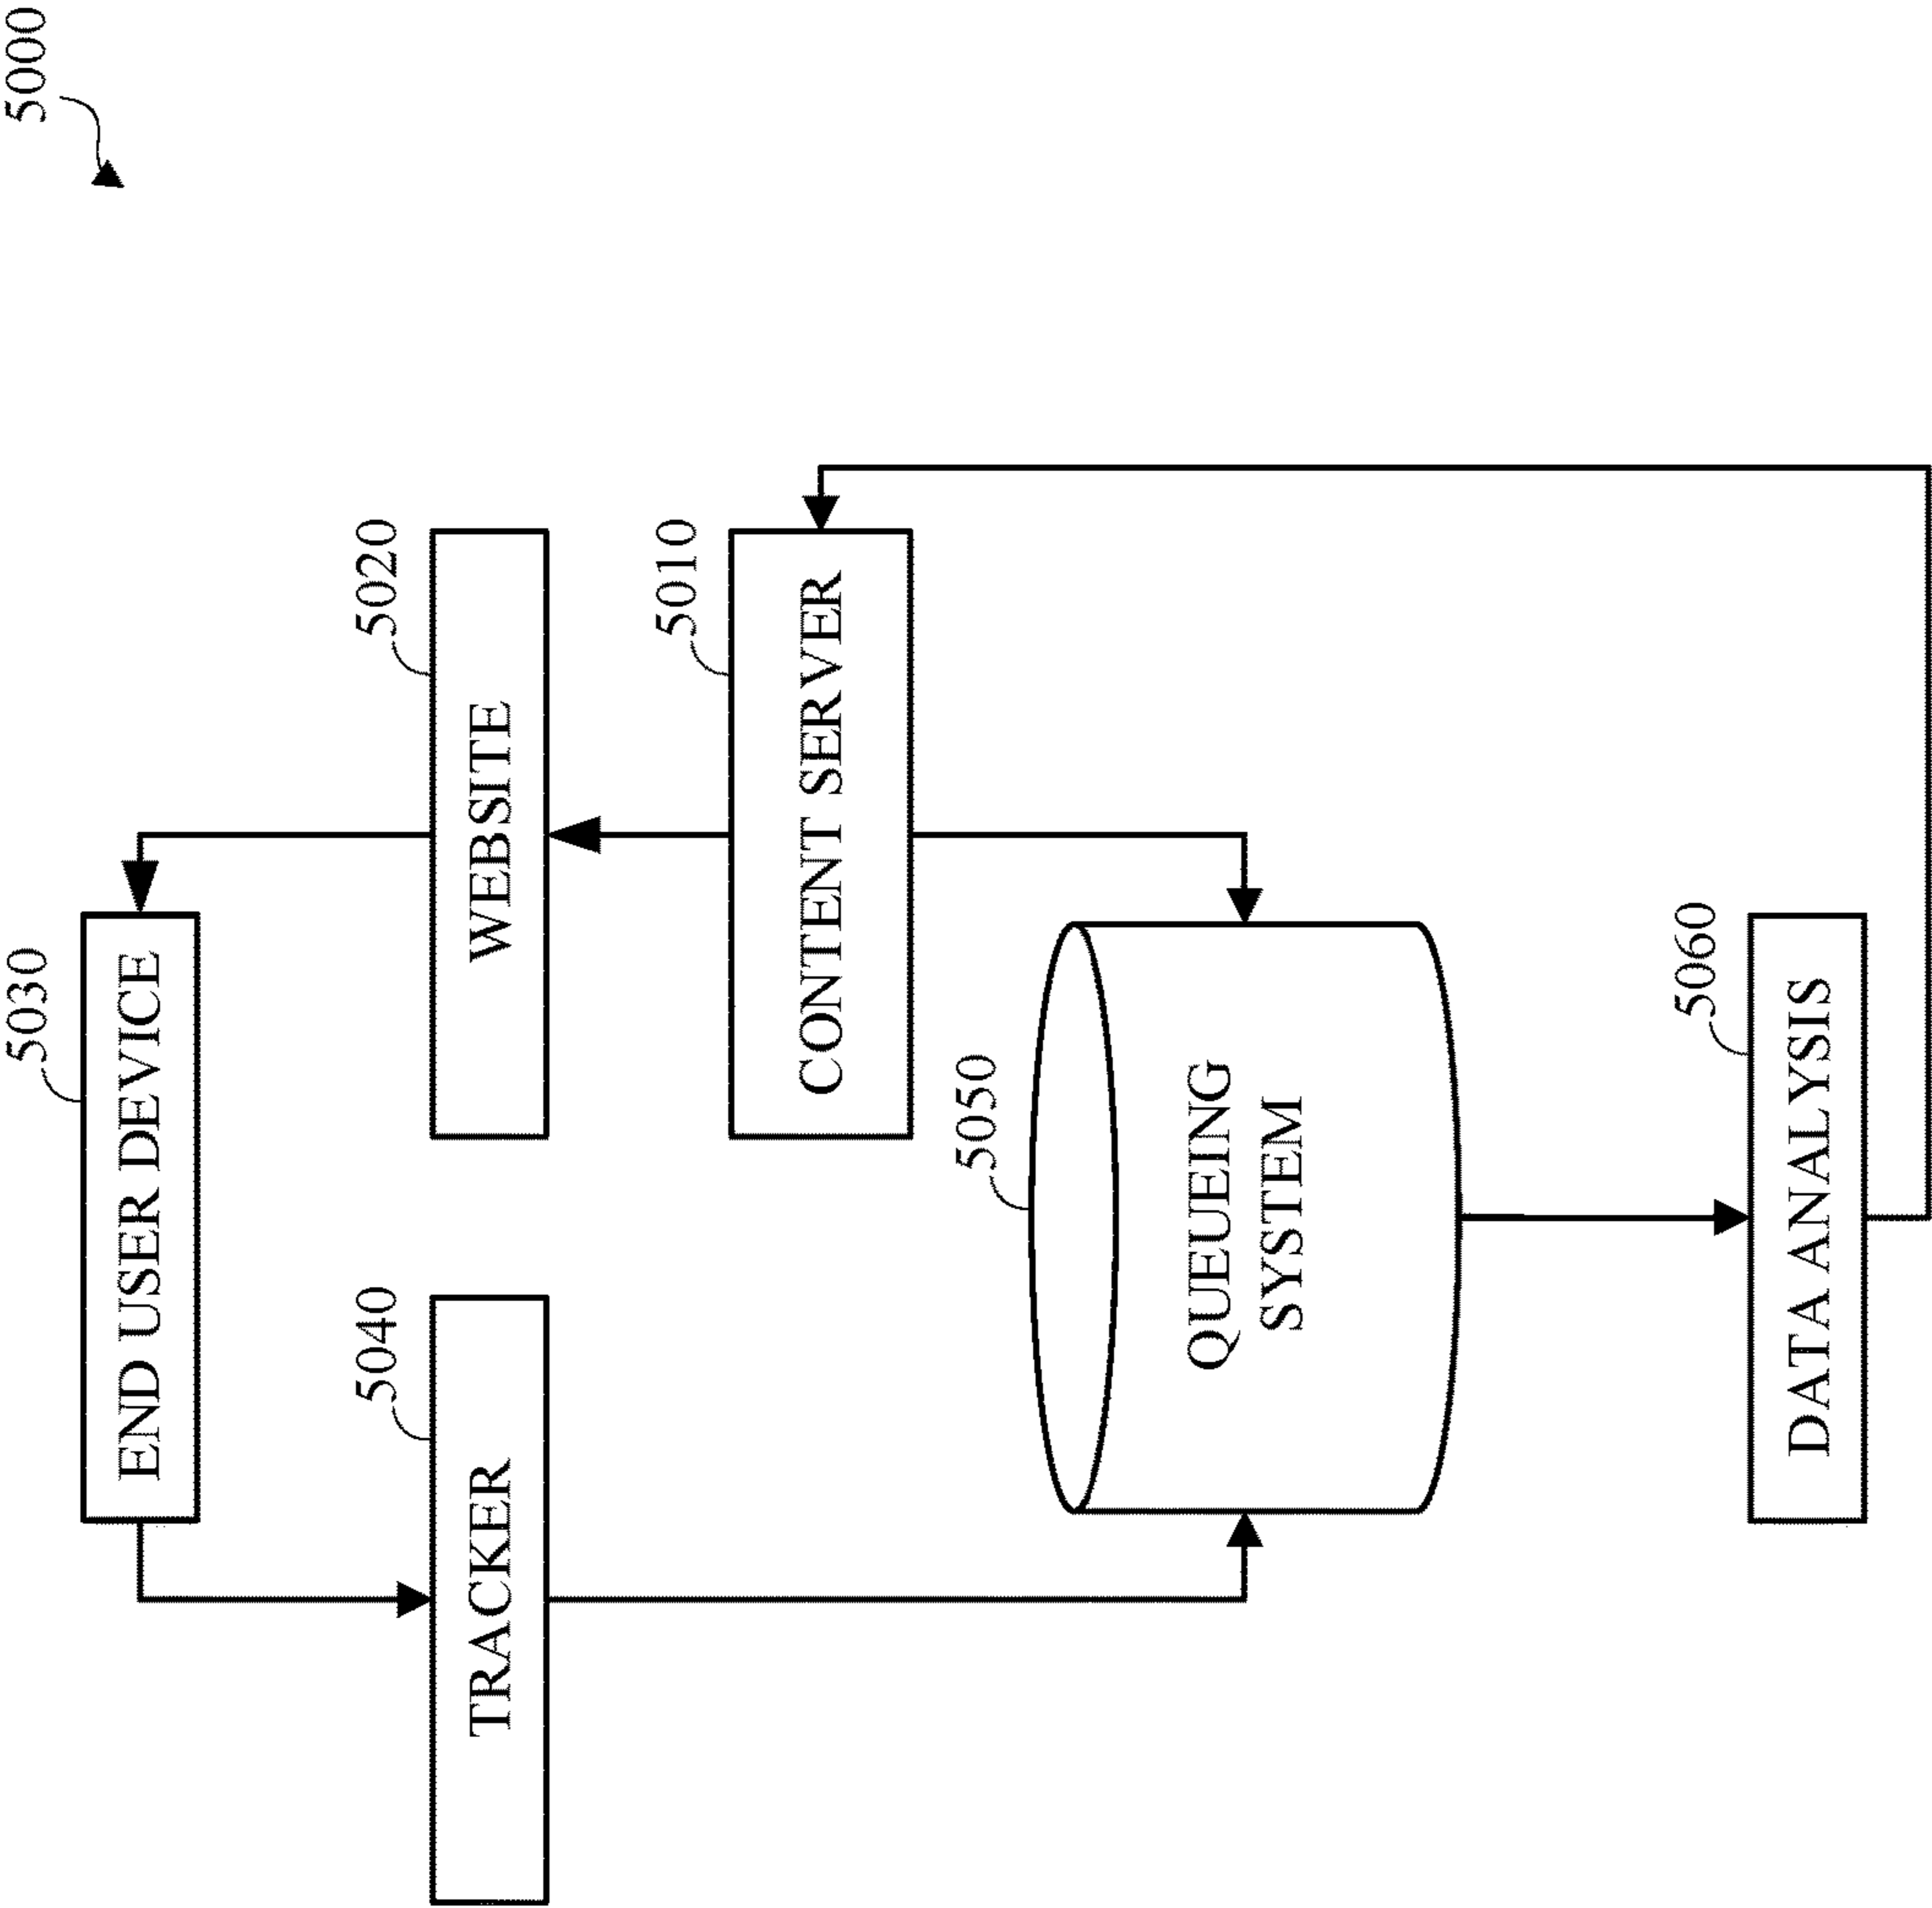 5000
5030
END USER DEVICE
5040
TRACKER
5020
WEBSITE
5010
CONTENT SERVER
5050
QUEUEING
SYSTEM
5060
DATA ANALYSIS